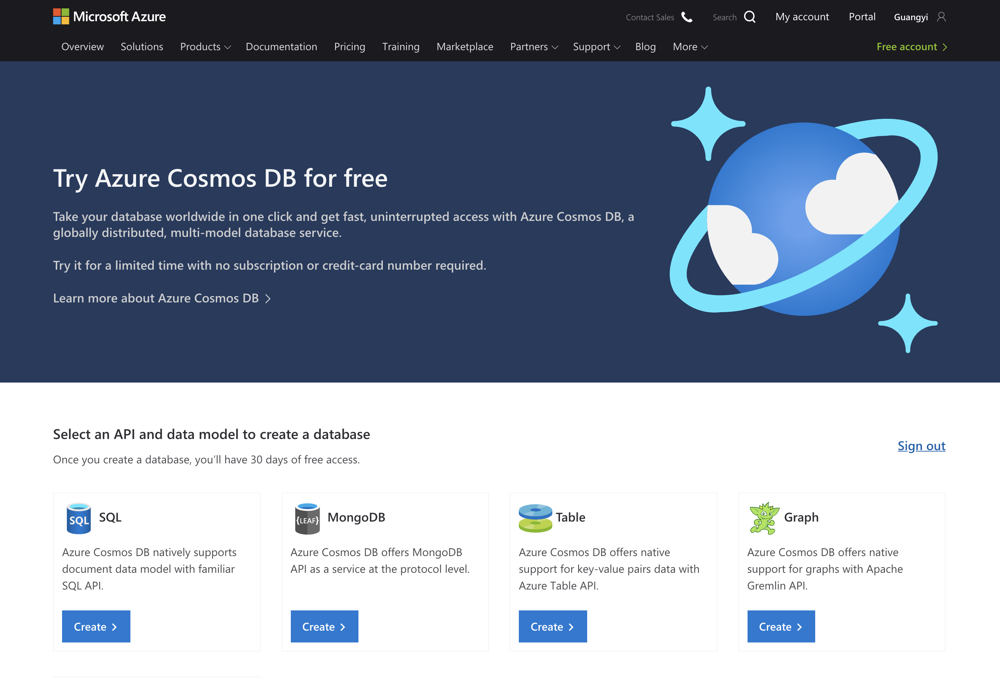 Microsoft Azure
Contact Sales
Search
My account
Portal
Guangyi
Overview
Solutions
Products
Documentation
Pricing
Training
Marketplace
Partners
Support
Blog
More
Free account
Try Azure Cosmos DB for free
Take your database worldwide in one click and get fast, uninterrupted access with Azure Cosmos DB, a
globally distributed, multi-model database service.
Try it for a limited time with no subscription or credit-card number required.
Learn more about Azure Cosmos DB
Select an API and data model to create a database
Once you create a database, you’ll have 30 days of free access.
Sign out
SQL
SQL
Azure Cosmos DB natively supports
document data model with familiar
SQL API.
Create
{LEAF}
MongoDB
Azure Cosmos DB offers MongoDB
API as a service at the protocol level.
Create
Table
Azure Cosmos DB offers native
support for key-value pairs data with
Azure Table API.
Create
Graph
Azure Cosmos DB offers native
support for graphs with Apache
Gremlin API.
Create